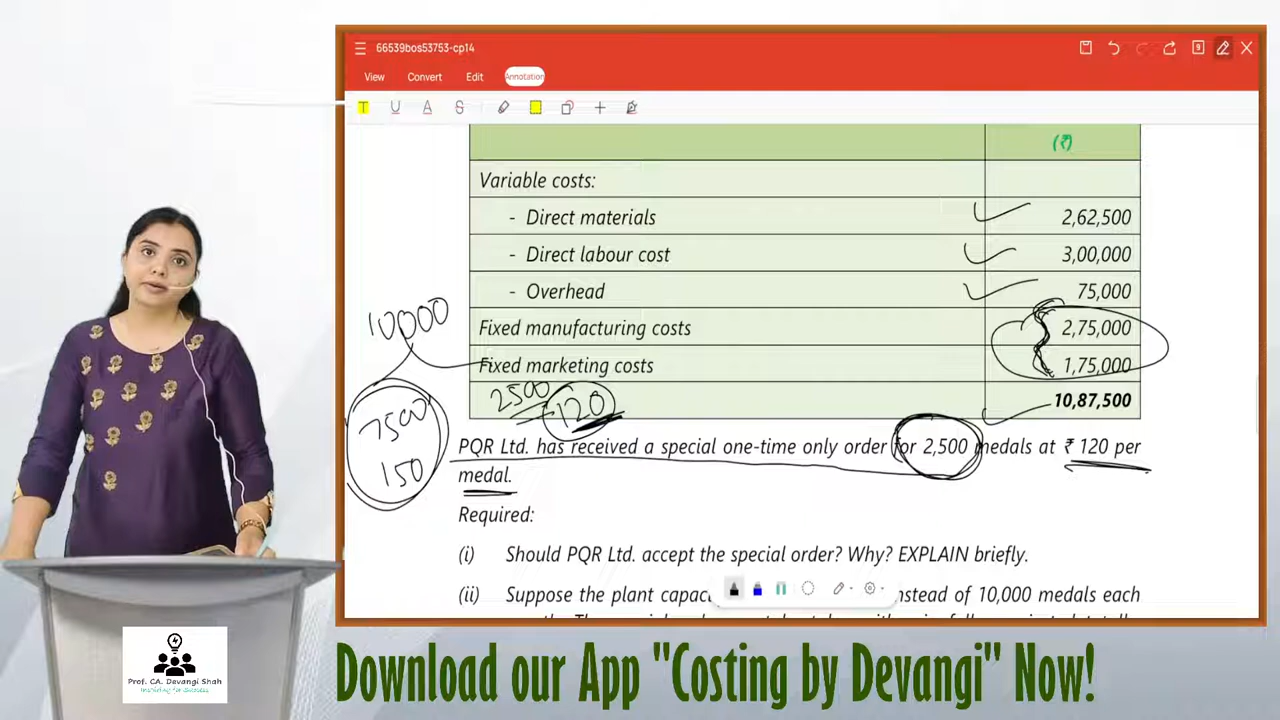 66539bos53753-cp14
9
View Convert Edit Annotation
T U A S
(₹)
Variable costs:
- Direct materials 2,62,500
- Direct labour cost 3,00,000
- Overhead 75,000
10000
Fixed manufacturing costs 2,75,000
Fixed marketing costs 1,75,000
2500 120
10,87,500
7500
150
PQR Ltd. has received a special one-time only order for 2,500 medals at ₹ 120 per
medal.
Required:
(i) Should PQR Ltd. accept the special order? Why? EXPLAIN briefly.
(ii) Suppose the plant nstead of 10,000 medals each
Prof. CA. Devangi Shah
Download our App "Costing by Devangi" Now!